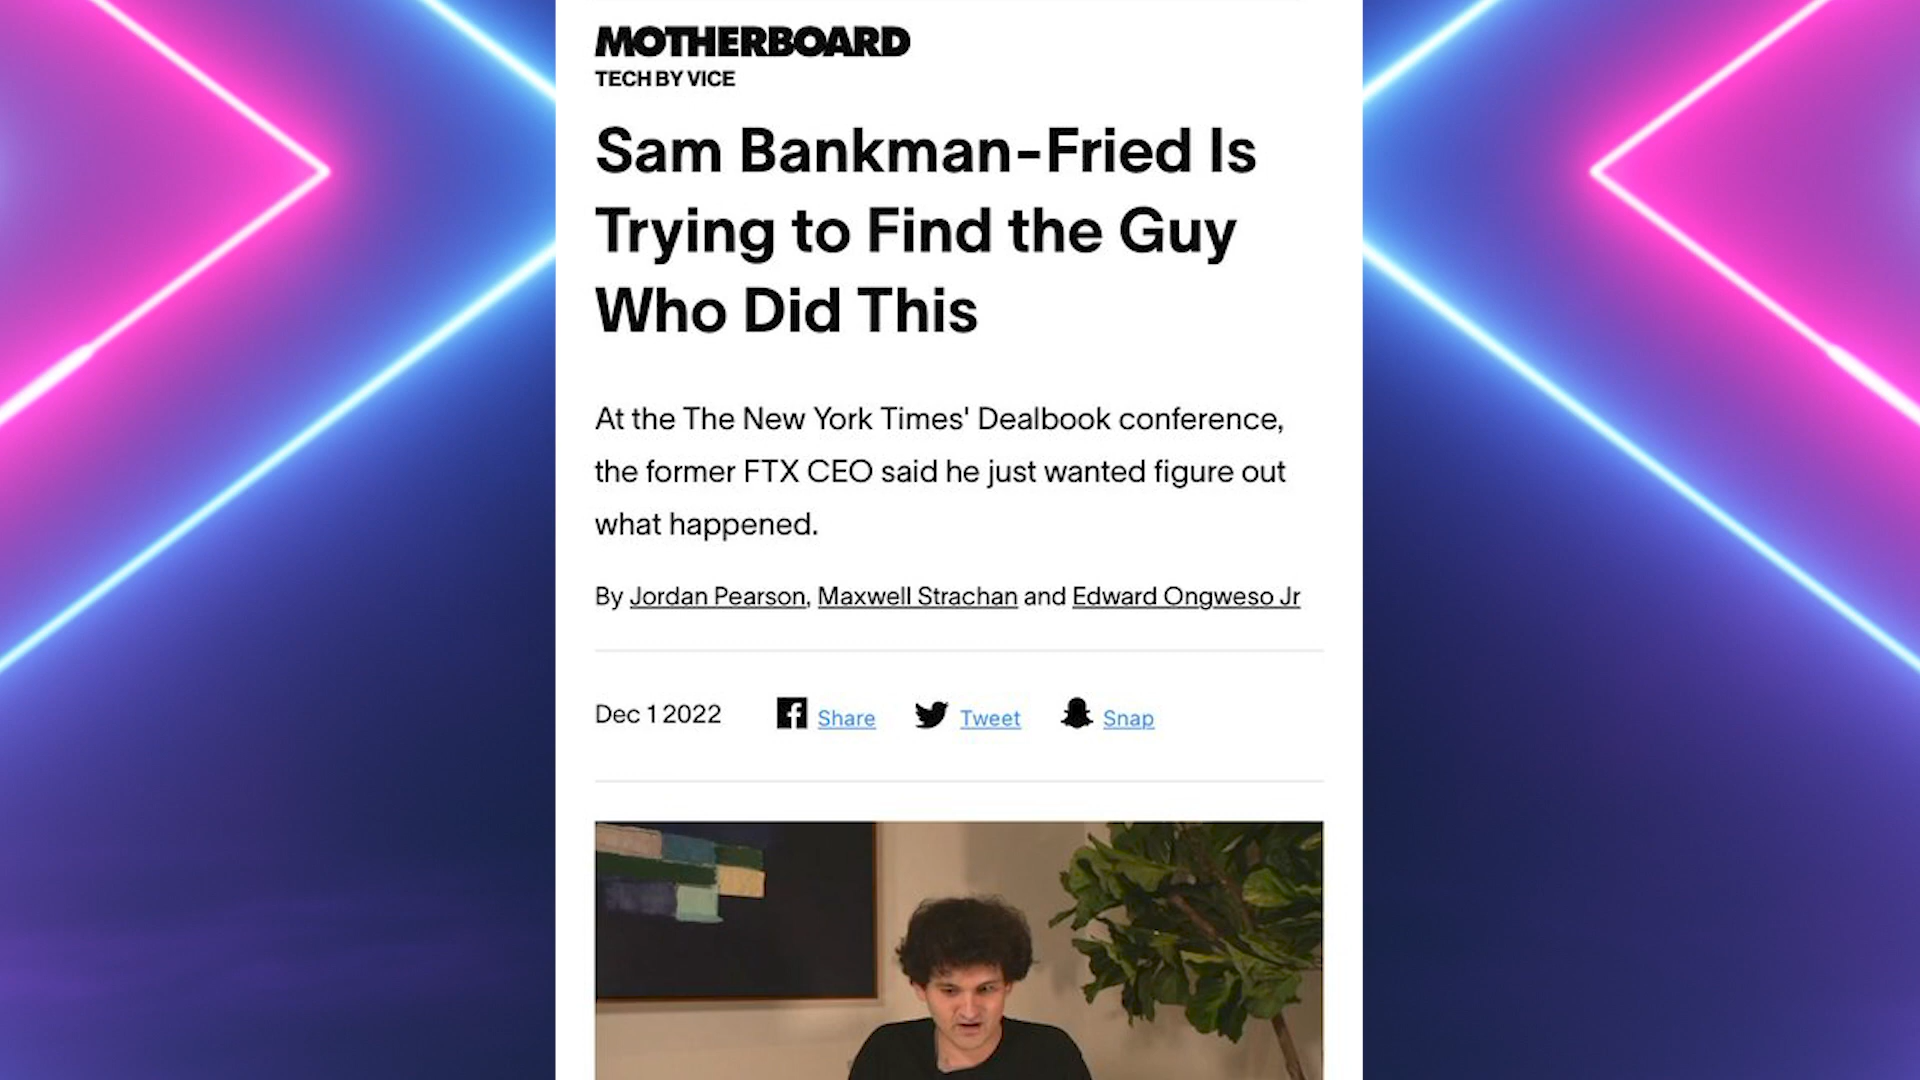 MOTHERBOARD
TECH BY VICE
Sam Bankman-Fried Is
Trying to Find the Guy
Who Did This
At the The New York Times' Dealbook conference,
the former FTX CEO said he just wanted figure out
what happened.
By Jordan Pearson, Maxwell Strachan and Edward Ongweso Jr
Dec 1 2022 Share Tweet Snap